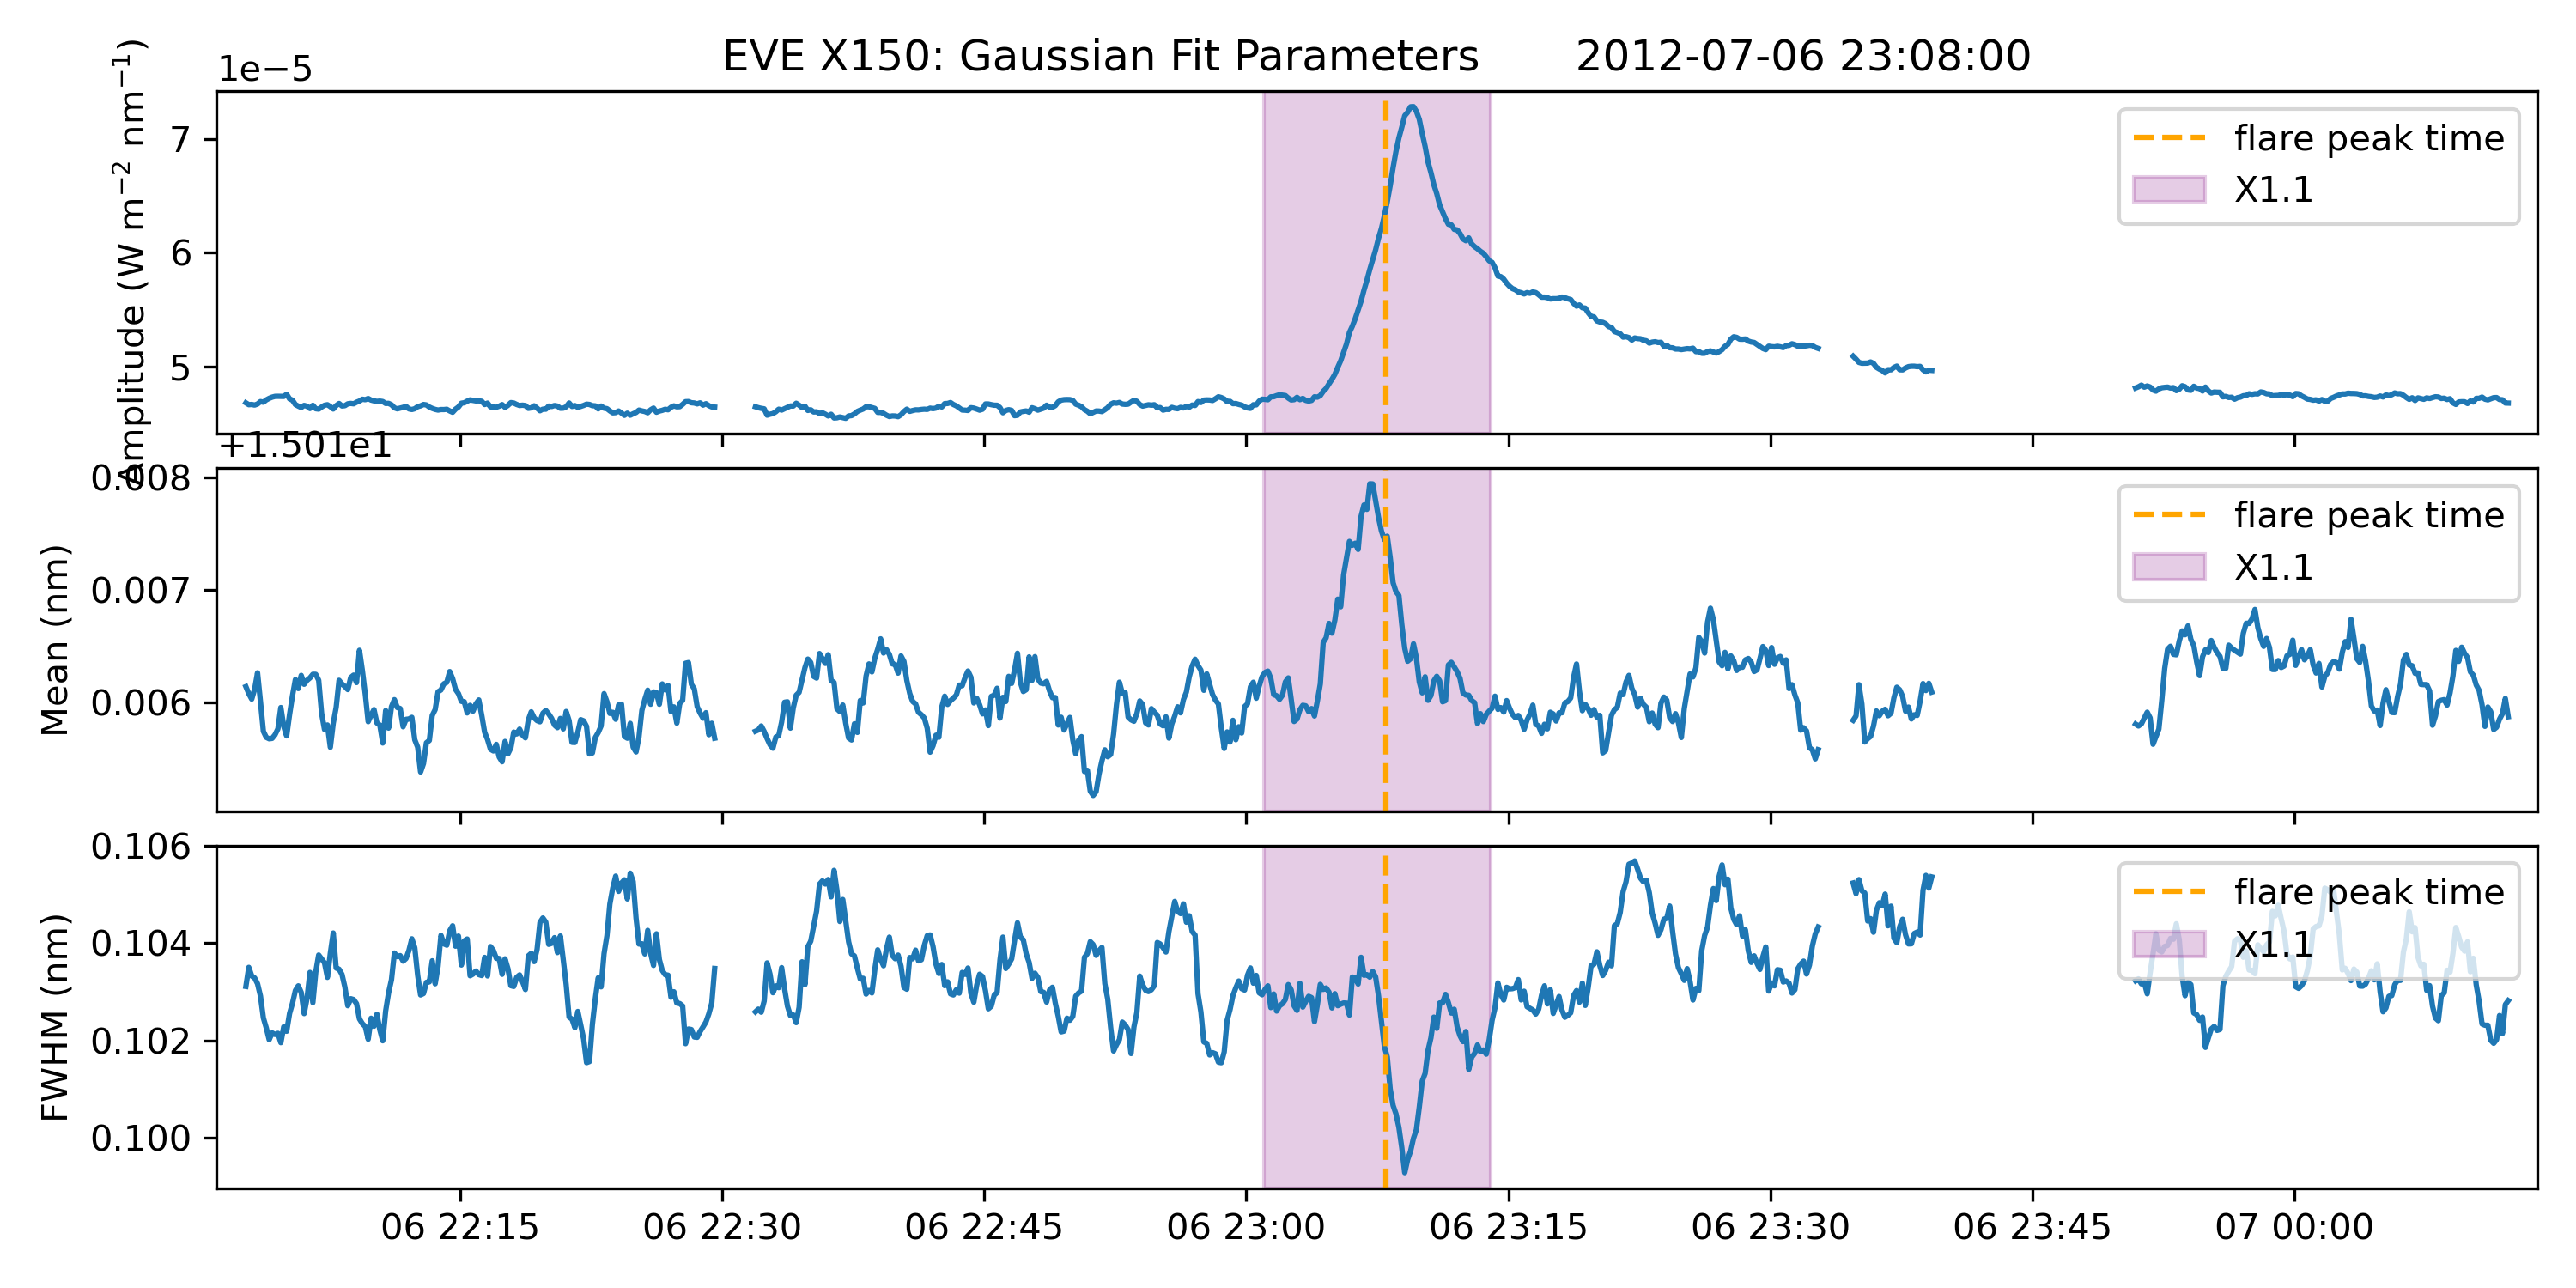 EVE X150: Gaussian Fit Parameters 2012-07-06 23:08:00
1e−5
Amplitude (W m⁻² nm⁻¹)
7
6
5
flare peak time
X1.1
+1.501e1
Mean (nm)
0.008
0.007
0.006
flare peak time
X1.1
FWHM (nm)
0.106
0.104
0.102
0.100
flare peak time
X1.1
06 22:15 06 22:30 06 22:45 06 23:00 06 23:15 06 23:30 06 23:45 07 00:00